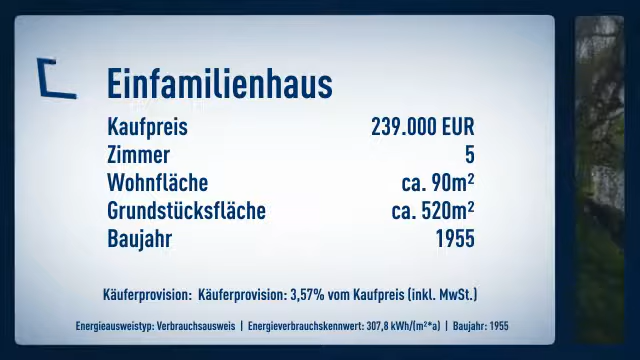 Einfamilienhaus
Kaufpreis 239.000 EUR
Zimmer 5
Wohnfläche ca. 90m²
Grundstücksfläche ca. 520m²
Baujahr 1955
Käuferprovision: Käuferprovision: 3,57% vom Kaufpreis (inkl. MwSt.)
Energieausweistyp: Verbrauchsausweis | Energieverbrauchskennwert: 307,8 kWh/(m²*a) | Baujahr: 1955